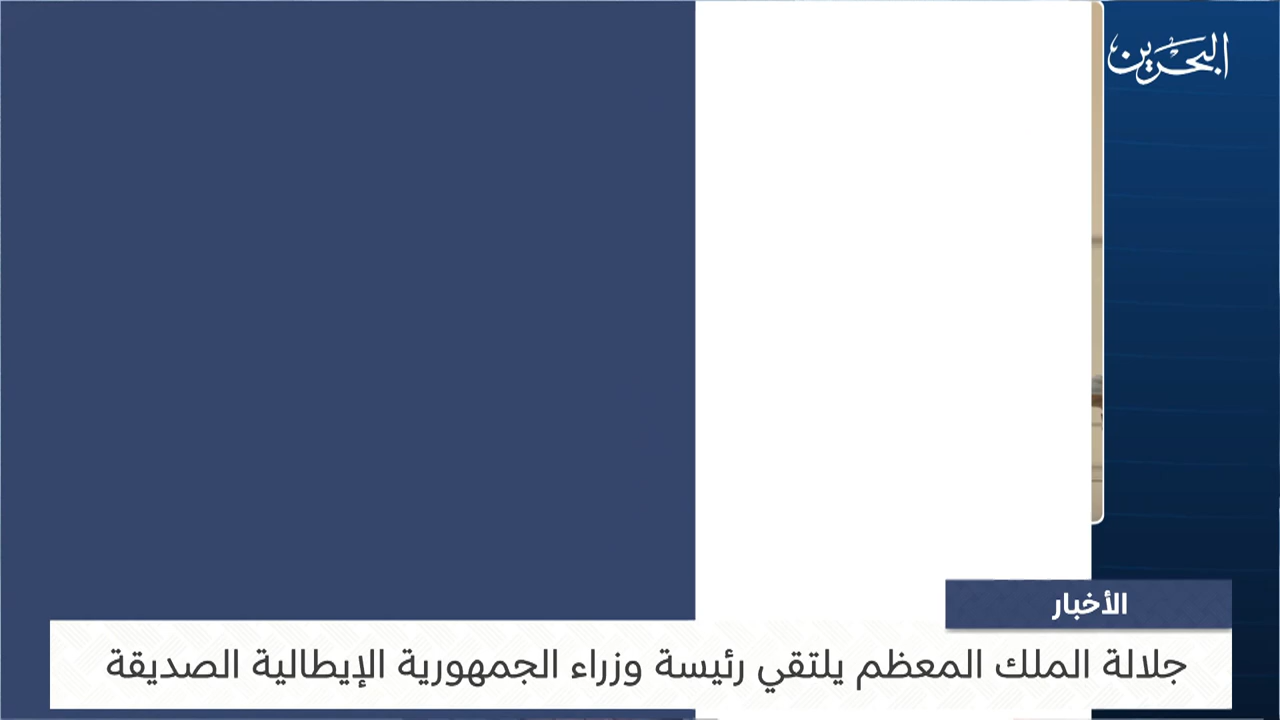 البحرين
الأخبار
جلالة الملك المعظم يلتقي رئيسة وزراء الجمهورية الإيطالية الصديقة